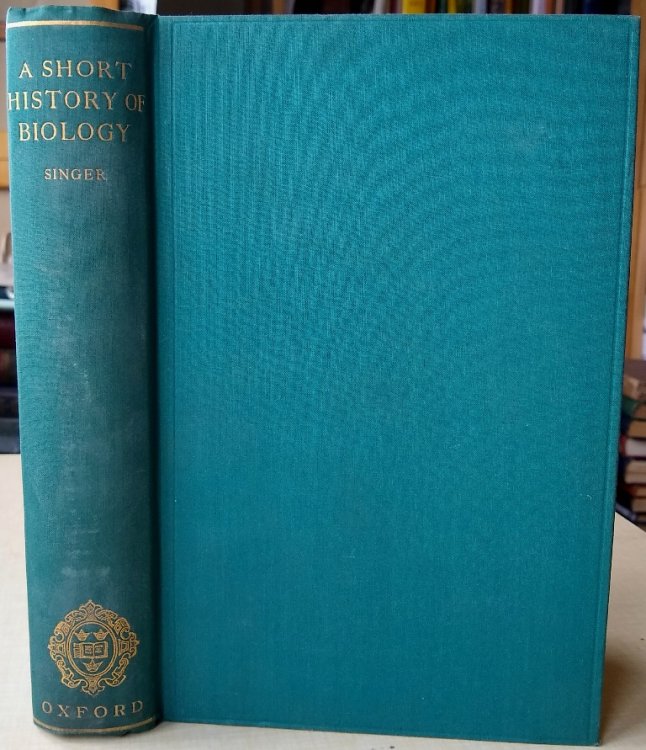 A SHORT
HISTORY OF
BIOLOGY
SINGER
OXFORD